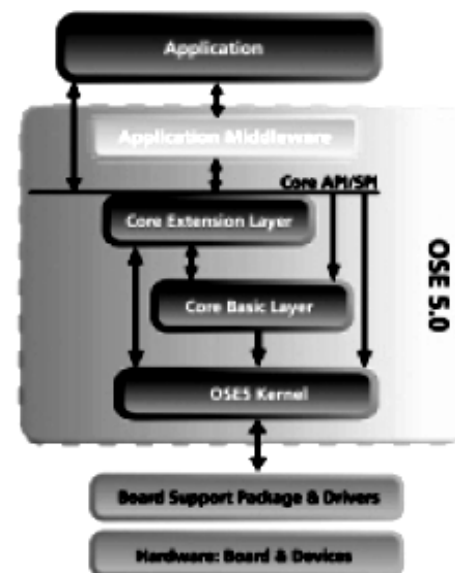 Application
Application Middleware
Core API/SPI
Core Extension Layer
Core Basic Layer
OSE5 Kernel
OSE 5.0
Board Support Package & Drivers
Hardware: Board & Devices